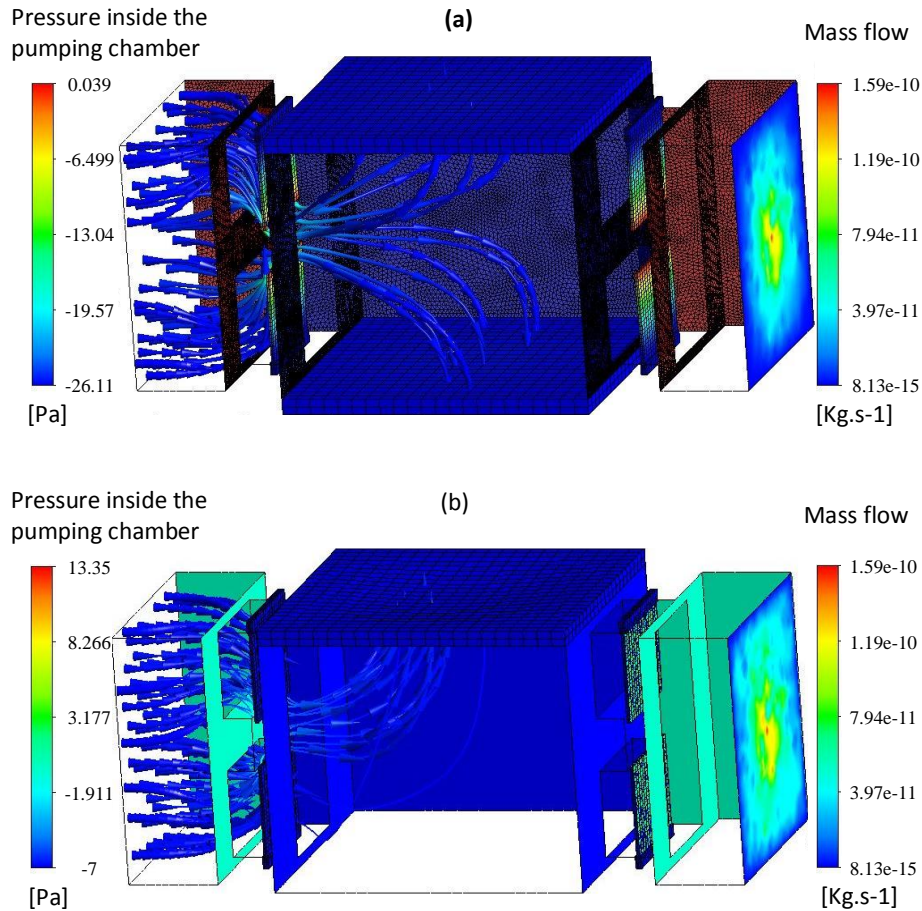 Pressure inside the
pumping chamber
(a)
Mass flow
0.039
-6.499
-13.04
-19.57
-26.11
[Pa]
1.59e-10
1.19e-10
7.94e-11
3.97e-11
8.13e-15
[Kg.s-1]
Pressure inside the
pumping chamber
(b)
Mass flow
13.35
8.266
3.177
-1.911
-7
[Pa]
1.59e-10
1.19e-10
7.94e-11
3.97e-11
8.13e-15
[Kg.s-1]